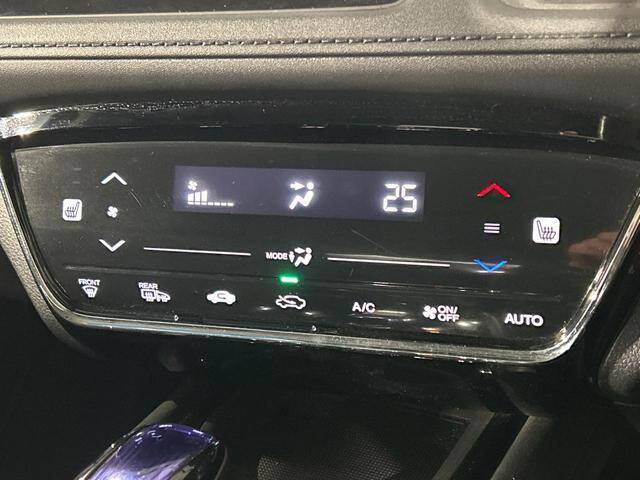 25
MODE
FRONT
REAR
A/C
ON/
OFF
AUTO